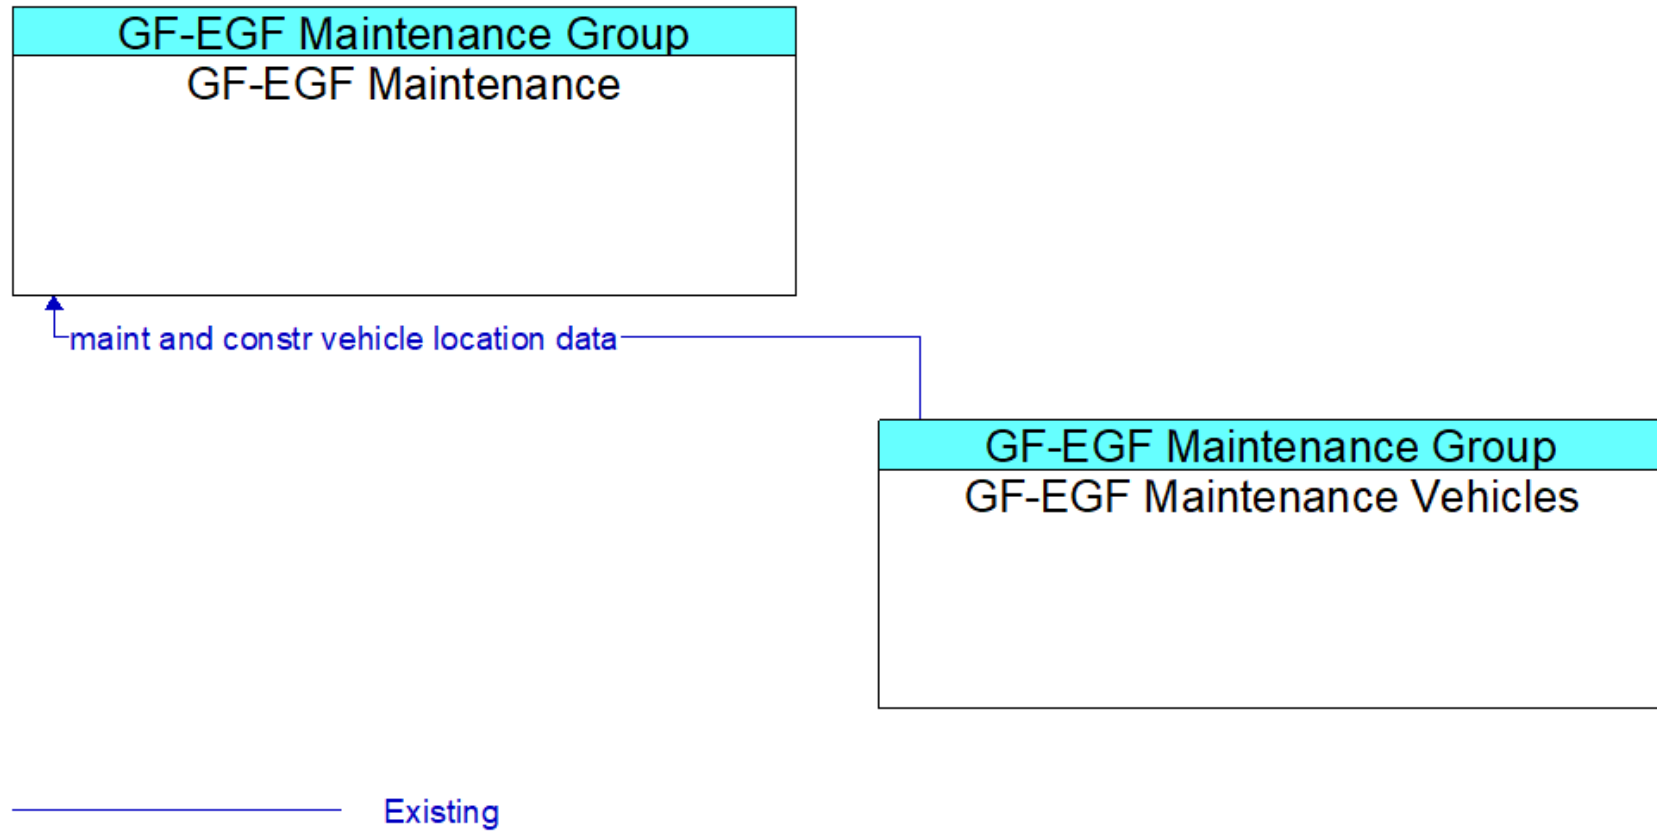 GF-EGF Maintenance Group
GF-EGF Maintenance
maint and constr vehicle location data
GF-EGF Maintenance Group
GF-EGF Maintenance Vehicles
Existing